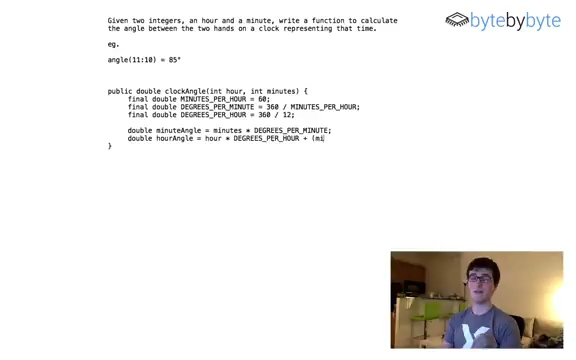 bytebybyte
Given two integers, an hour and a minute, write a function to calculate
the angle between the two hands on a clock representing that time.
eg.
angle(11:10) = 85°
public double clockAngle(int hour, int minutes) {
final double MINUTES_PER_HOUR = 60;
final double DEGREES_PER_MINUTE = 360 / MINUTES_PER_HOUR;
final double DEGREES_PER_HOUR = 360 / 12;
double minuteAngle = minutes * DEGREES_PER_MINUTE;
double hourAngle = hour * DEGREES_PER_HOUR + (mi
}